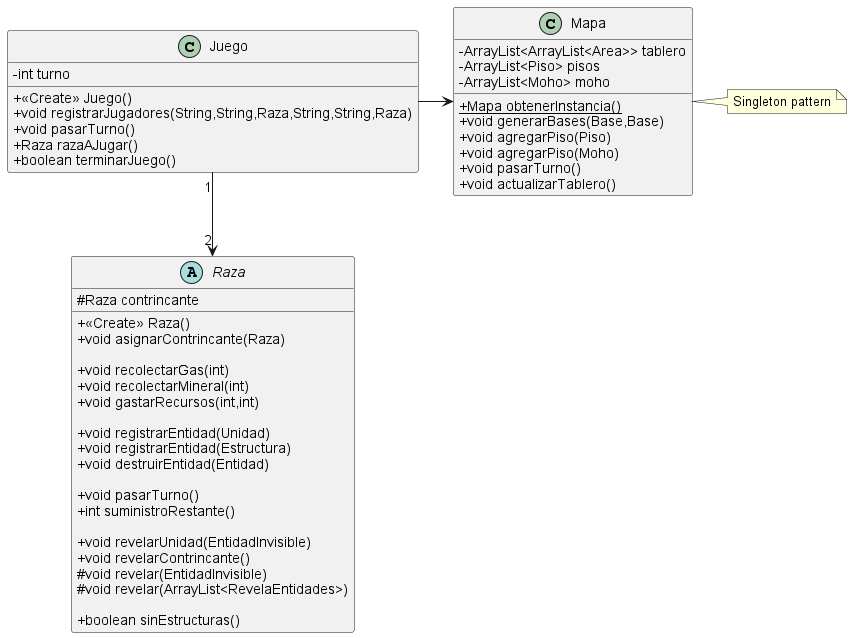 C Juego
-int turno
+«Create» Juego()
+void registrarJugadores(String,String,Raza,String,String,Raza)
+void pasarTurno()
+Raza razaAJugar()
+boolean terminarJuego()
C Mapa
-ArrayList<ArrayList<Area>> tablero
-ArrayList<Piso> pisos
-ArrayList<Moho> moho
+Mapa obtenerInstancia()
+void generarBases(Base,Base)
+void agregarPiso(Piso)
+void agregarPiso(Moho)
+void pasarTurno()
+void actualizarTablero()
Singleton pattern
1
2
A Raza
#Raza contrincante
+«Create» Raza()
+void asignarContrincante(Raza)
+void recolectarGas(int)
+void recolectarMineral(int)
+void gastarRecursos(int,int)
+void registrarEntidad(Unidad)
+void registrarEntidad(Estructura)
+void destruirEntidad(Entidad)
+void pasarTurno()
+int suministroRestante()
+void revelarUnidad(EntidadInvisible)
+void revelarContrincante()
#void revelar(EntidadInvisible)
#void revelar(ArrayList<RevelaEntidades>)
+boolean sinEstructuras()